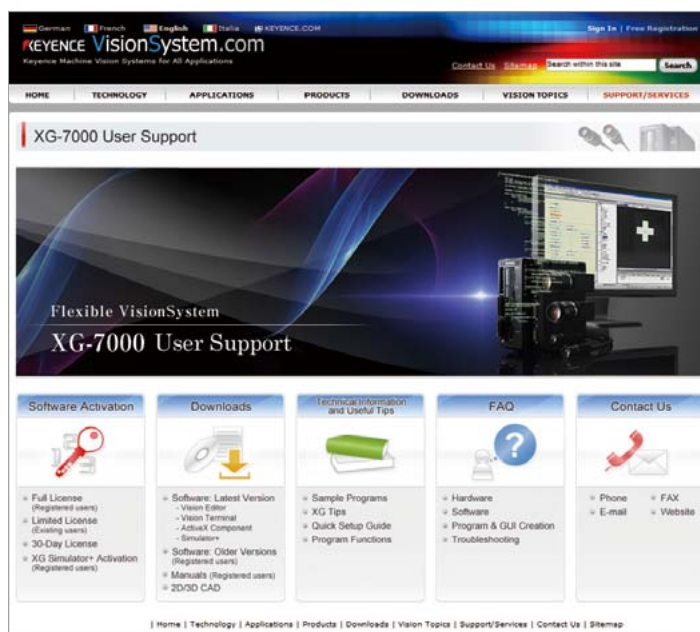 German French English Italia KEYENCE.COM Sign In | Free Registration
KEYENCE VisionSystem.com
Keyence Machine Vision Systems for All Applications
Contact Us Sitemap Search within this site Search
HOME TECHNOLOGY APPLICATIONS PRODUCTS DOWNLOADS VISION TOPICS SUPPORT/SERVICES
XG-7000 User Support
Flexible VisionSystem
XG-7000 User Support
Software Activation
Full License
(Registered users)
Limited License
(Existing users)
30-Day License
XG Simulator+ Activation
(Registered users)
Downloads
Software: Latest Version
- Vision Editor
- Vision Terminal
- ActiveX Component
- Simulator+
Software: Older Versions
(Registered users)
Manuals (Registered users)
2D/3D CAD
Technical Information
and Useful Tips
Sample Programs
XG Tips
Quick Setup Guide
Program Functions
FAQ
Hardware
Software
Program & GUI Creation
Troubleshooting
Contact Us
Phone FAX
E-mail Website
| Home | Technology | Applications | Products | Downloads | Vision Topics | Support/Services | Contact Us | Sitemap